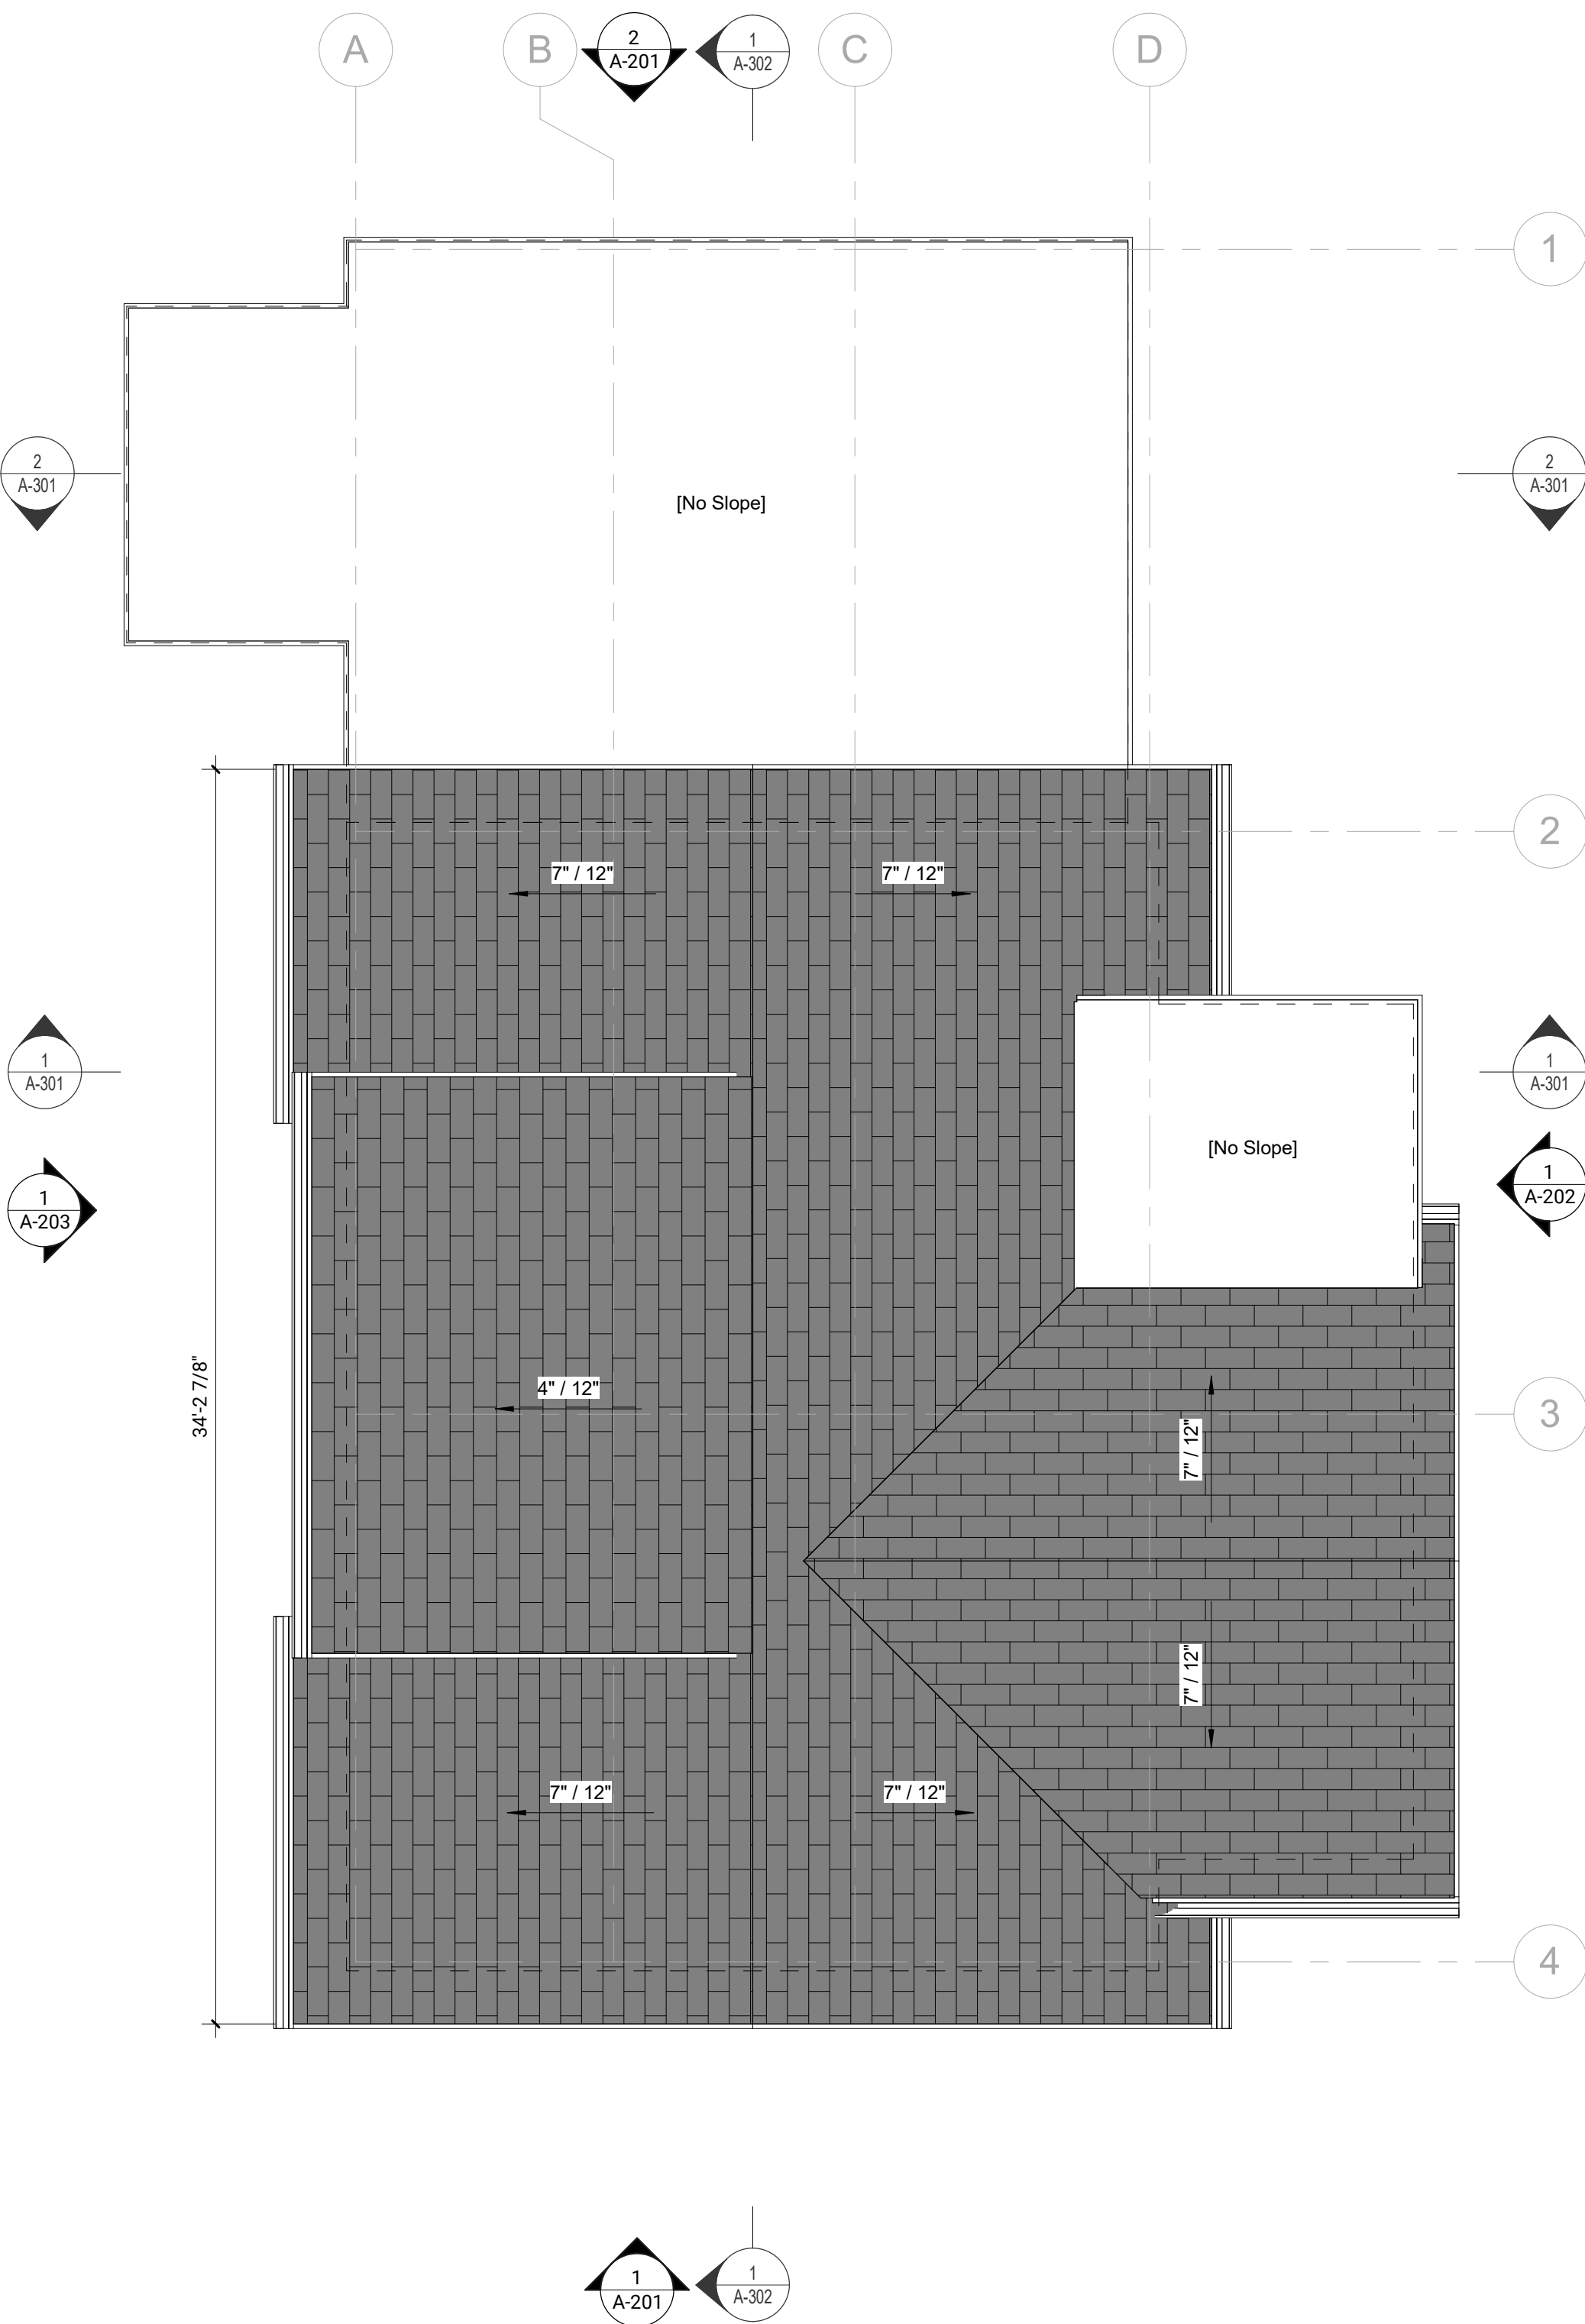 A
B
2
A-201
1
A-302
C
D
1
2
A-301
2
A-301
[No Slope]
2
7" / 12"
7" / 12"
1
A-301
1
A-301
[No Slope]
1
A-203
1
A-202
34'-2 7/8"
4" / 12"
3
7" / 12"
7" / 12"
7" / 12"
7" / 12"
4
1
A-201
1
A-302